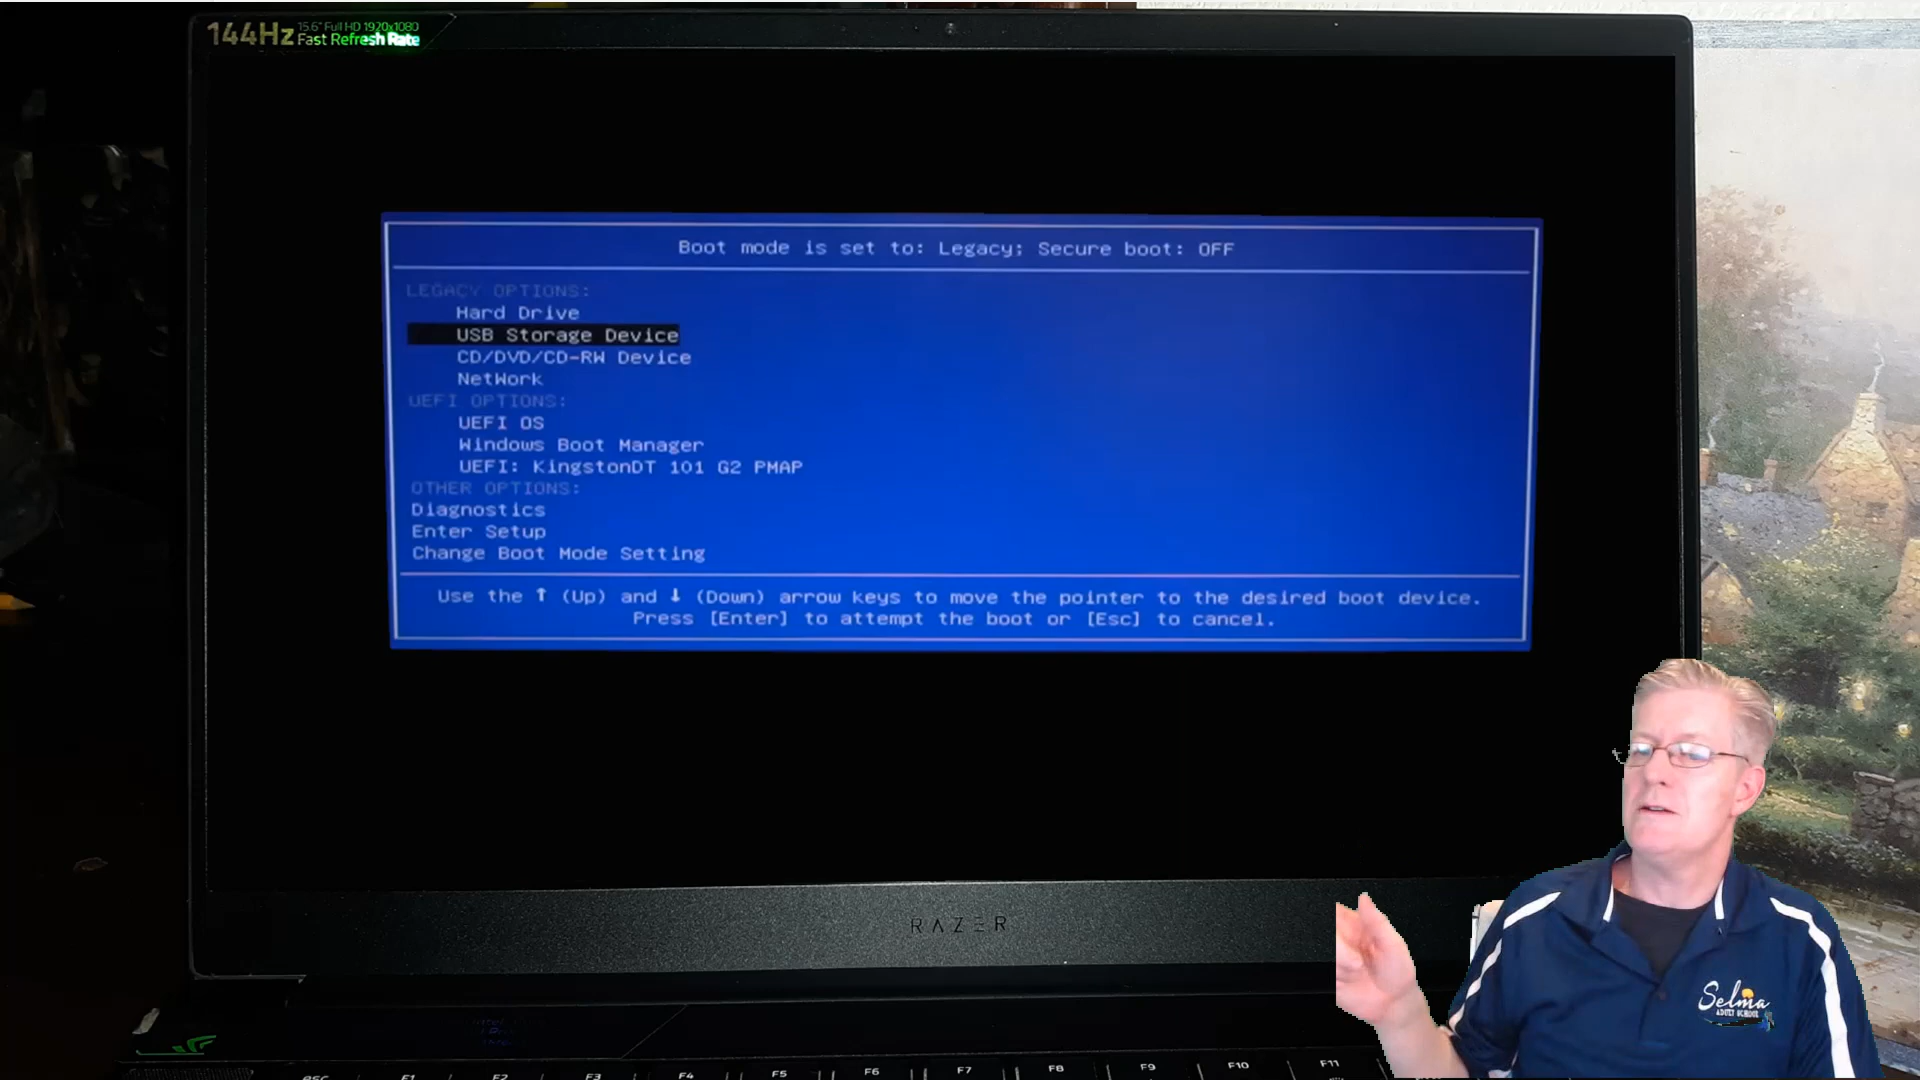 144Hz 15.6" Full HD 1920x1080
Fast Refresh Rate
Boot mode is set to: Legacy; Secure boot: OFF
LEGACY OPTIONS:
Hard Drive
USB Storage Device
CD/DVD/CD-RW Device
NetWork
UEFI OPTIONS:
UEFI OS
Windows Boot Manager
UEFI: KingstonDT 101 G2 PMAP
OTHER OPTIONS:
Diagnostics
Enter Setup
Change Boot Mode Setting
Use the ↑ (Up) and ↓ (Down) arrow keys to move the pointer to the desired boot device.
Press [Enter] to attempt the boot or [Esc] to cancel.
RAZER
Selma
ADULT SCHOOL
esc F1 F2 F3 F4 F5 F6 F7 F8 F9 F10 F11